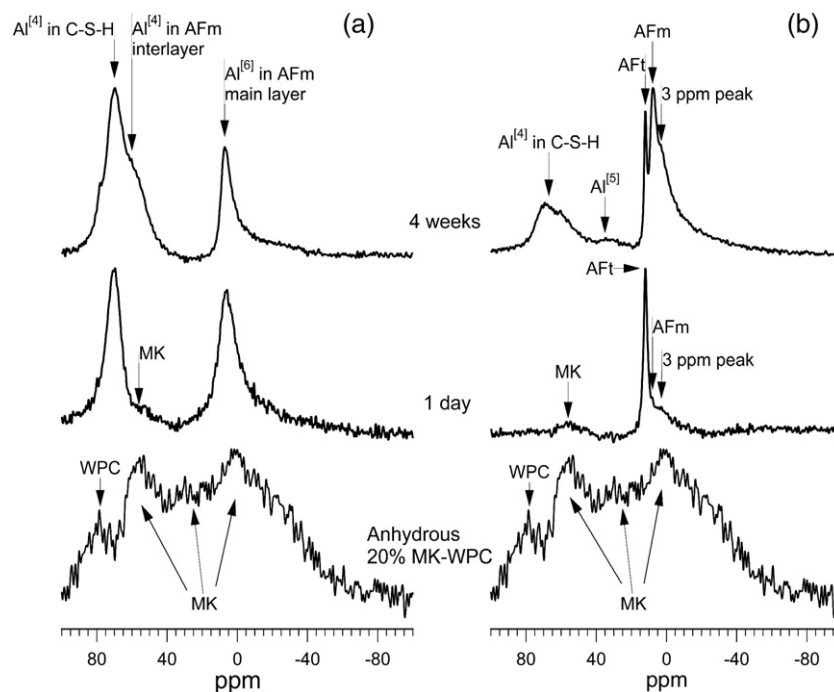 (a)
Al[4] in C-S-H
Al[4] in AFm
interlayer
Al[6] in AFm
main layer
MK
WPC
MK
80 40 0 -40 -80
ppm
4 weeks
1 day
Anhydrous
20% MK-WPC
(b)
AFm
AFt
3 ppm peak
Al[4] in C-S-H
Al[5]
AFt
AFm
3 ppm peak
MK
WPC
MK
80 40 0 -40 -80
ppm